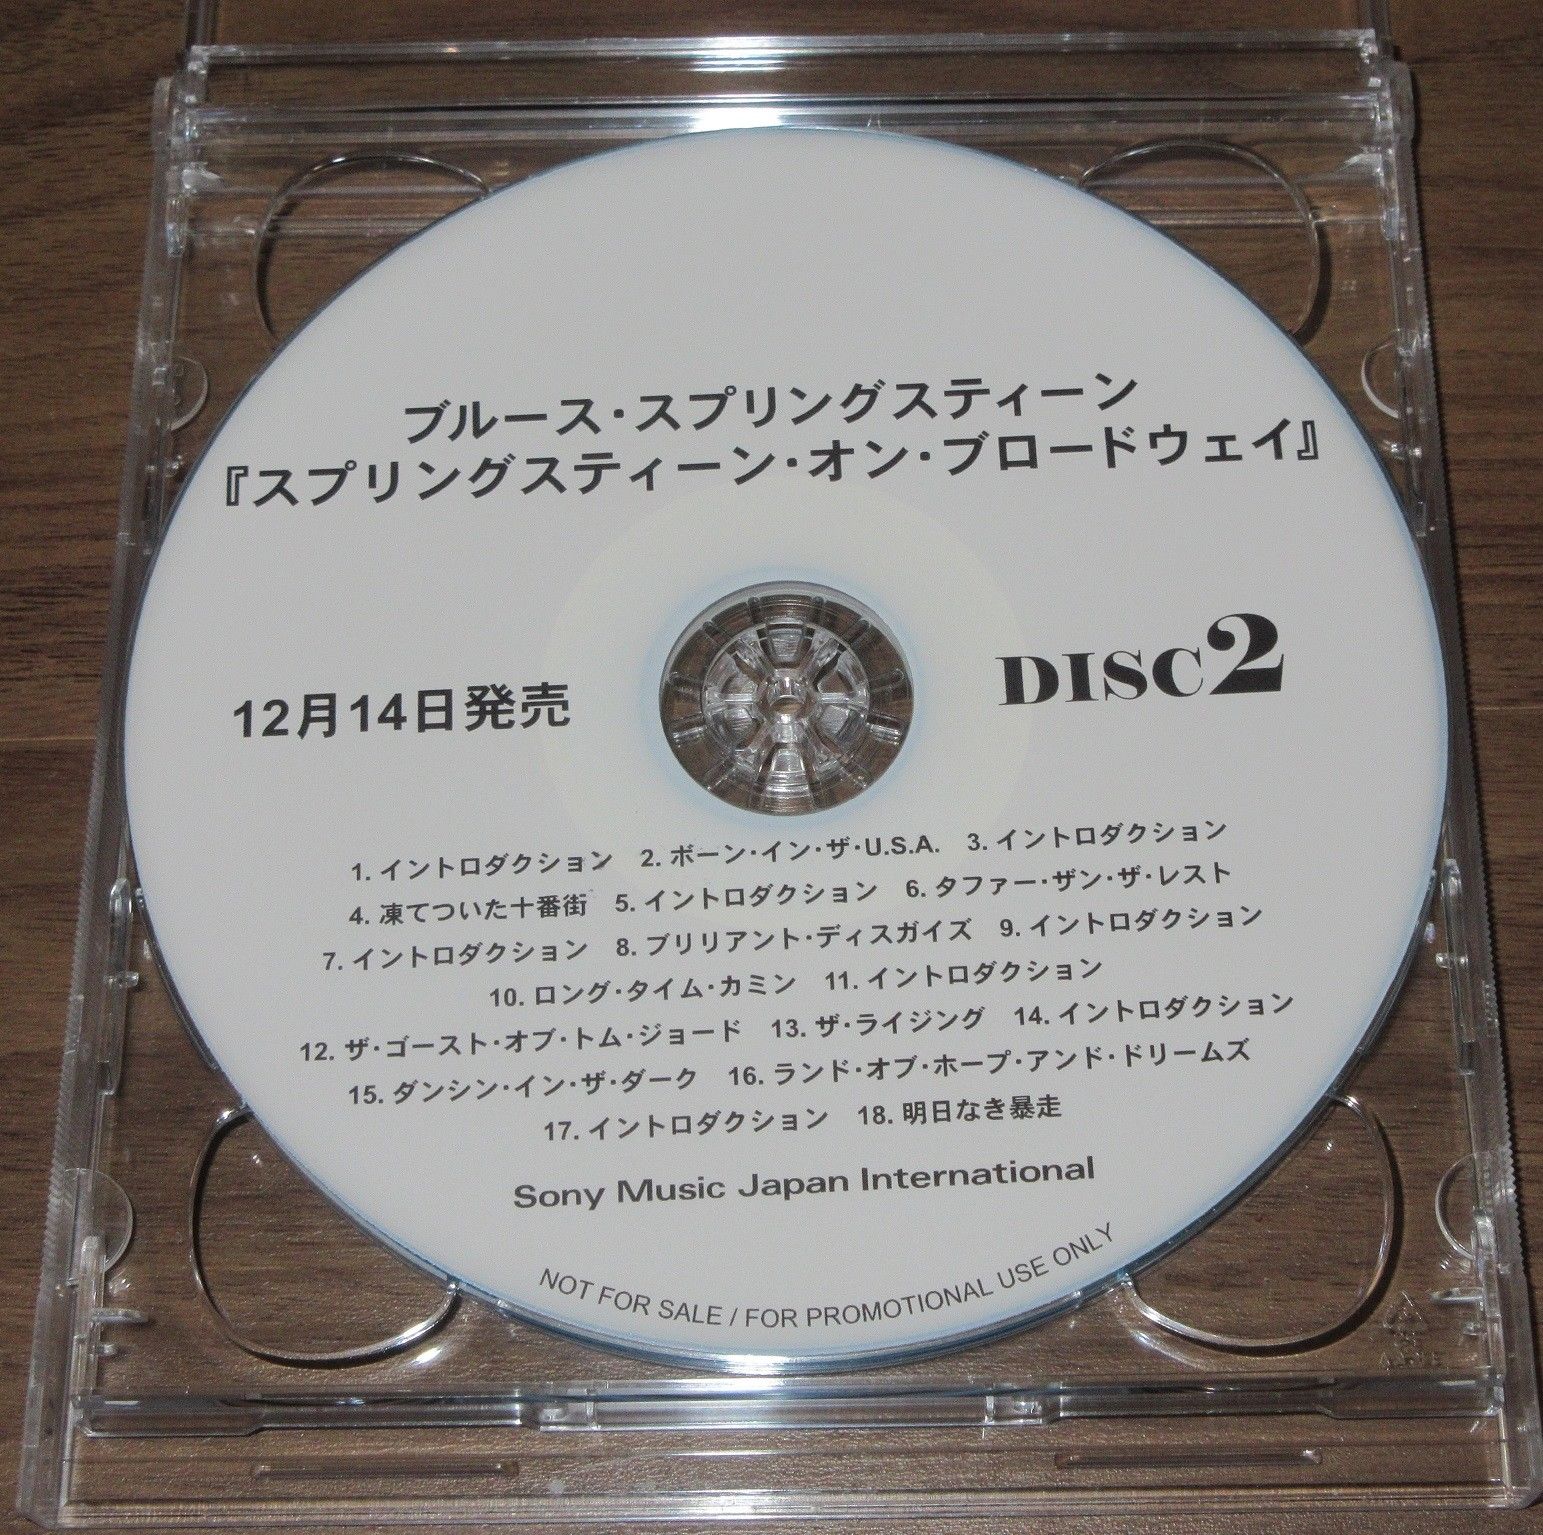 ブルース・スプリングスティーン
『スプリングスティーン・オン・ブロードウェイ』
12月14日発売
DISC2
1. イントロダクション 2. ボーン・イン・ザ・U.S.A. 3. イントロダクション
4. 凍てついた十番街 5. イントロダクション 6. タファー・ザン・ザ・レスト
7. イントロダクション 8. ブリリアント・ディスガイズ 9. イントロダクション
10. ロング・タイム・カミン 11. イントロダクション
12. ザ・ゴースト・オブ・トム・ジョード 13. ザ・ライジング 14. イントロダクション
15. ダンシン・イン・ザ・ダーク 16. ランド・オブ・ホープ・アンド・ドリームズ
17. イントロダクション 18. 明日なき暴走
Sony Music Japan International
NOT FOR SALE / FOR PROMOTIONAL USE ONLY